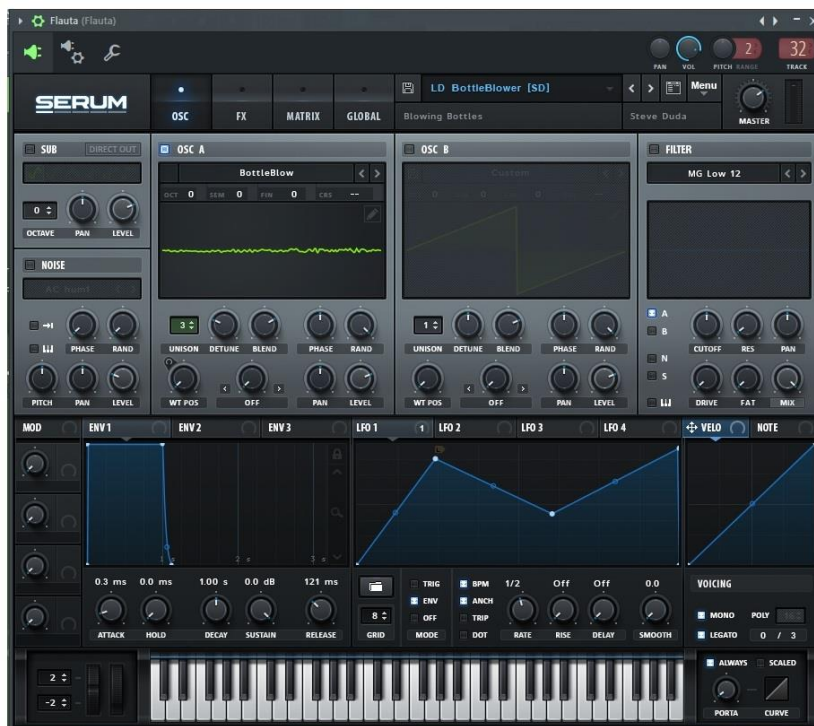 Flauta (Flauta)
2
32
PAN VOL PITCH RANGE TRACK
SERUM
OSC FX MATRIX GLOBAL
LD BottleBlower [SD]
Menu
Blowing Bottles
Steve Duda
MASTER
SUB DIRECT OUT
OSC A
OSC B
FILTER
BottleBlow
Custom
MG Low 12
OCT 0 SEM 0 FIN 0 CRS --
0
OCTAVE PAN LEVEL
NOISE
AC hum1
A
B
N
S
3
1
PHASE RAND
UNISON DETUNE BLEND PHASE RAND
UNISON DETUNE BLEND PHASE RAND
CUTOFF RES PAN
PITCH PAN LEVEL
WT POS OFF PAN LEVEL
WT POS OFF PAN LEVEL
DRIVE FAT MIX
MOD ENV 1 ENV 2 ENV 3 LFO 1 1 LFO 2 LFO 3 LFO 4 VELO NOTE
2 s 3 s
0.3 ms 0.0 ms 1.00 s 0.0 dB 121 ms
ATTACK HOLD DECAY SUSTAIN RELEASE
8
GRID
TRIG
ENV
OFF
MODE
BPM
ANCH
TRIP
DOT
1/2 Off Off 0.0
RATE RISE DELAY SMOOTH
VOICING
MONO POLY 16
LEGATO 0 / 3
ALWAYS SCALED
PORTA CURVE
2
-2